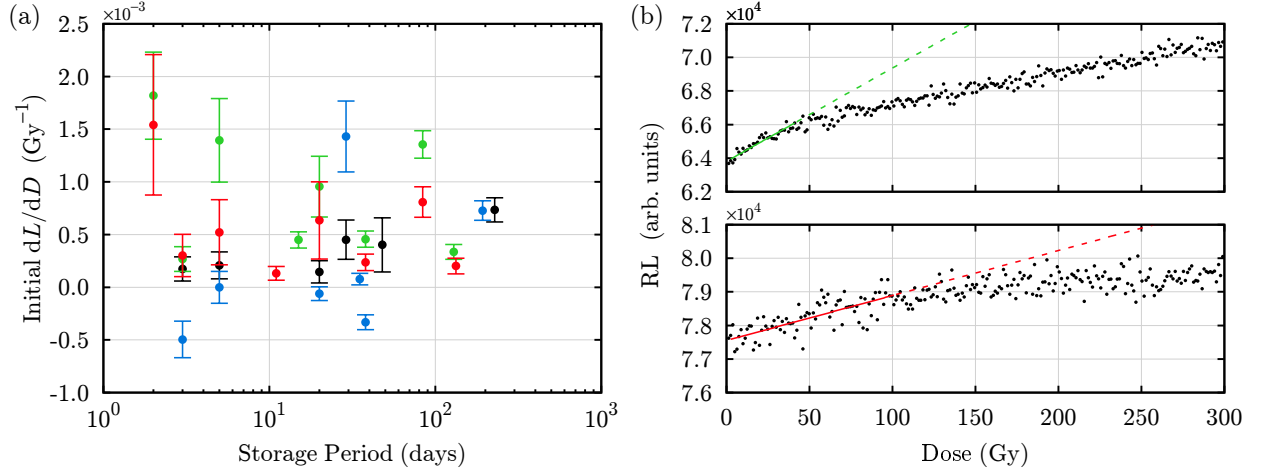 (a)
×10⁻³
2.5
2.0
1.5
1.0
0.5
0.0
-0.5
-1.0
Initial dL/dD (Gy⁻¹)
10⁰ 10¹ 10² 10³
Storage Period (days)
(b)
×10⁴
7.2
7.0
6.8
6.6
6.4
6.2
×10⁴
8.1
8.0
7.9
7.8
7.7
7.6
RL (arb. units)
0 50 100 150 200 250 300
Dose (Gy)